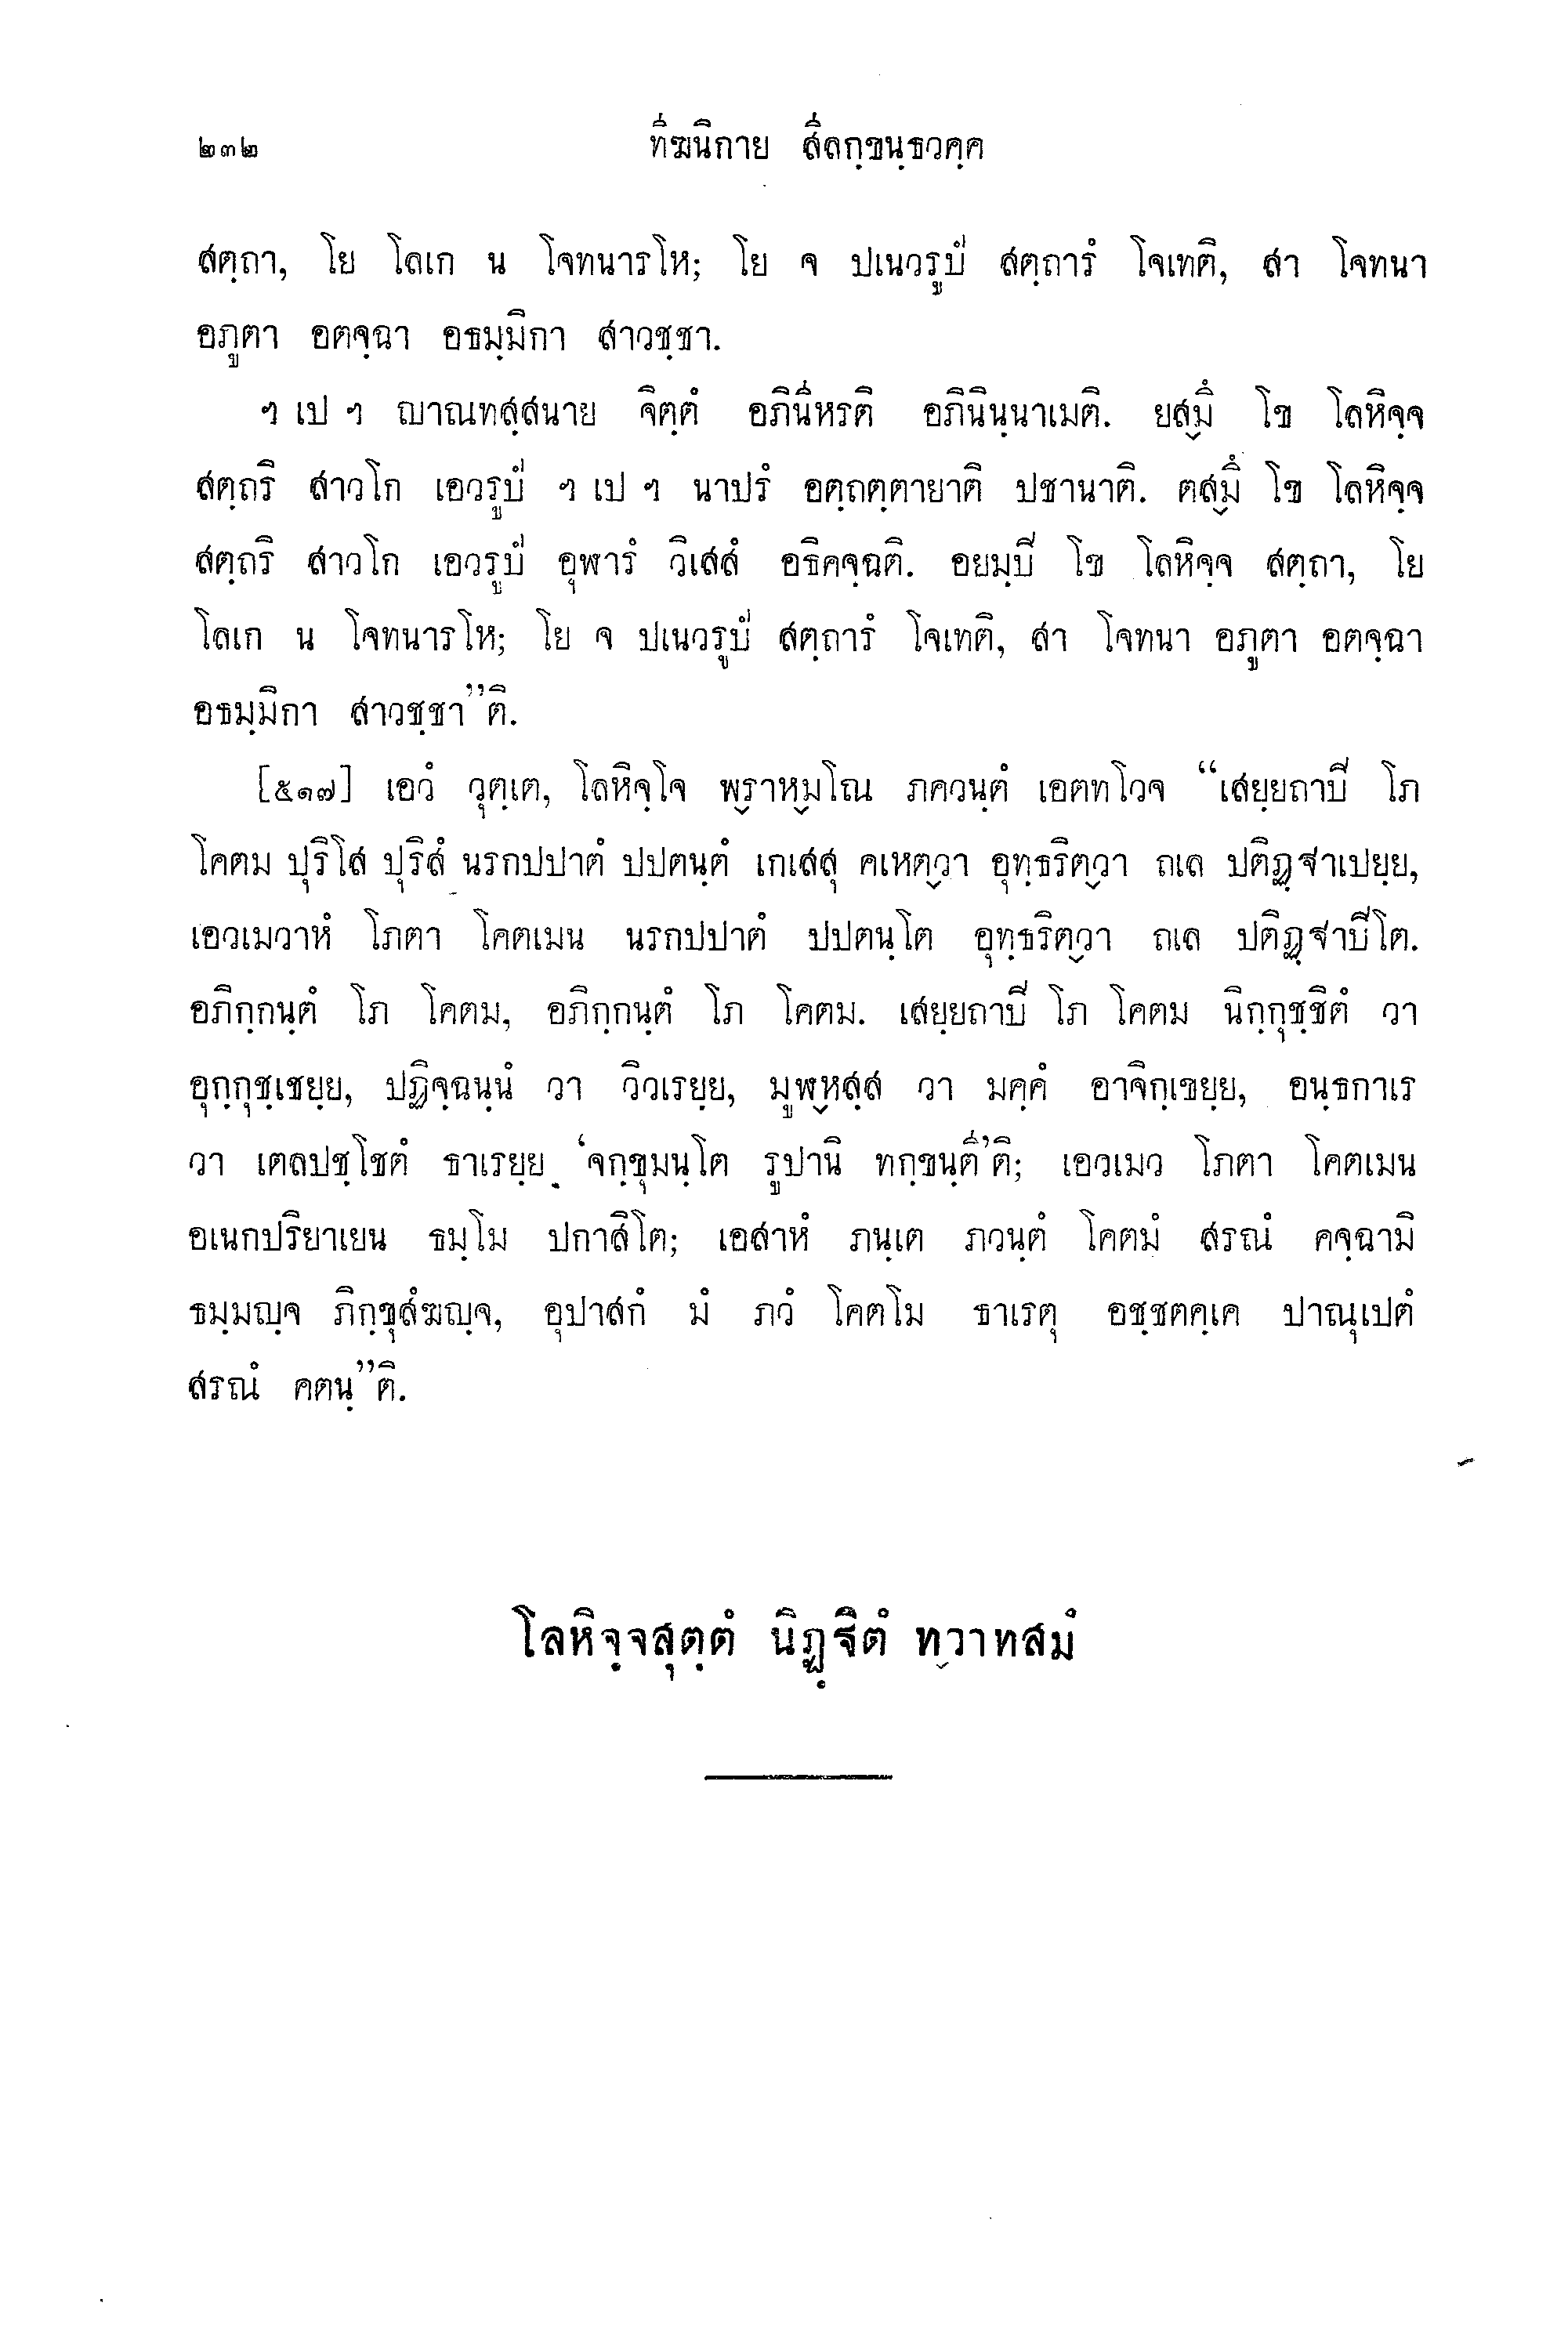 ๒๓๒ ทีฆนิกาย สีลกฺขนฺธวคฺค
สตฺถา, โย โลเก น โจทนารโห; โย จ ปเนวรูปํ สตฺถารํ โจเทติ, สา โจทนา
อภูตา อตจฺฉา อธมฺมิกา สาวชฺชา.
ฯ เป ฯ ญาณทสฺสนาย จิตฺตํ อภินีหรติ อภินินฺนาเมติ. ยสฺมึ โข โลหิจฺจ
สตฺถริ สาวโก เอวรูปํ ฯ เป ฯ นาปรํ อตฺถตฺตายาติ ปชานาติ. ตสฺมึ โข โลหิจฺจ
สตฺถริ สาวโก เอวรูปํ อุฬารํ วิเสสํ อธิคจฺฉติ. อยมฺปิ โข โลหิจฺจ สตฺถา, โย
โลเก น โจทนารโห; โย จ ปเนวรูปํ สตฺถารํ โจเทติ, สา โจทนา อภูตา อตจฺฉา
อธมฺมิกา สาวชฺชา”ติ.
[๕๑๗] เอวํ วุตฺเต, โลหิจฺโจ พฺราหฺมโณ ภควนฺตํ เอตทโวจ “เสยฺยถาปิ โภ
โคตม ปุริโส ปุริสํ นรกปปาตํ ปปตนฺตํ เกเสสุ คเหตฺวา อุทฺธริตฺวา ถเล ปติฏฺฐาเปยฺย,
เอวเมวาหํ โภตา โคตเมน นรกปปาตํ ปปตนฺโต อุทฺธริตฺวา ถเล ปติฏฺฐาปิโต.
อภิกฺกนฺตํ โภ โคตม, อภิกฺกนฺตํ โภ โคตม. เสยฺยถาปิ โภ โคตม นิกฺกุชฺชิตํ วา
อุกฺกุชฺเชยฺย, ปฏิจฺฉนฺนํ วา วิวเรยฺย, มูฬฺหสฺส วา มคฺคํ อาจิกฺเขยฺย, อนฺธกาเร
วา เตลปชฺโชตํ ธาเรยฺย ‘จกฺขุมนฺโต รูปานิ ทกฺขนฺตี’ติ; เอวเมว โภตา โคตเมน
อเนกปริยาเยน ธมฺโม ปกาสิโต; เอสาหํ ภนฺเต ภวนฺตํ โคตมํ สรณํ คจฺฉามิ
ธมฺมญฺจ ภิกฺขุสํฆญฺจ, อุปาสกํ มํ ภวํ โคตโม ธาเรตุ อชฺชตคฺเค ปาณุเปตํ
สรณํ คตนฺ”ติ.
โลหิจฺจสุตฺตํ นิฏฺฐิตํ ทฺวาทสมํ